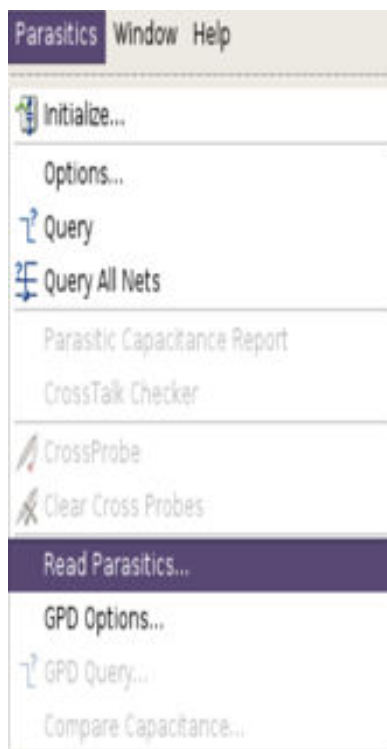 Parasitics Window Help
Initialize...
Options...
Query
Query All Nets
Parasitic Capacitance Report
CrossTalk Checker
CrossProbe
Clear Cross Probes
Read Parasitics...
GPD Options...
GPD Query...
Compare Capacitance...